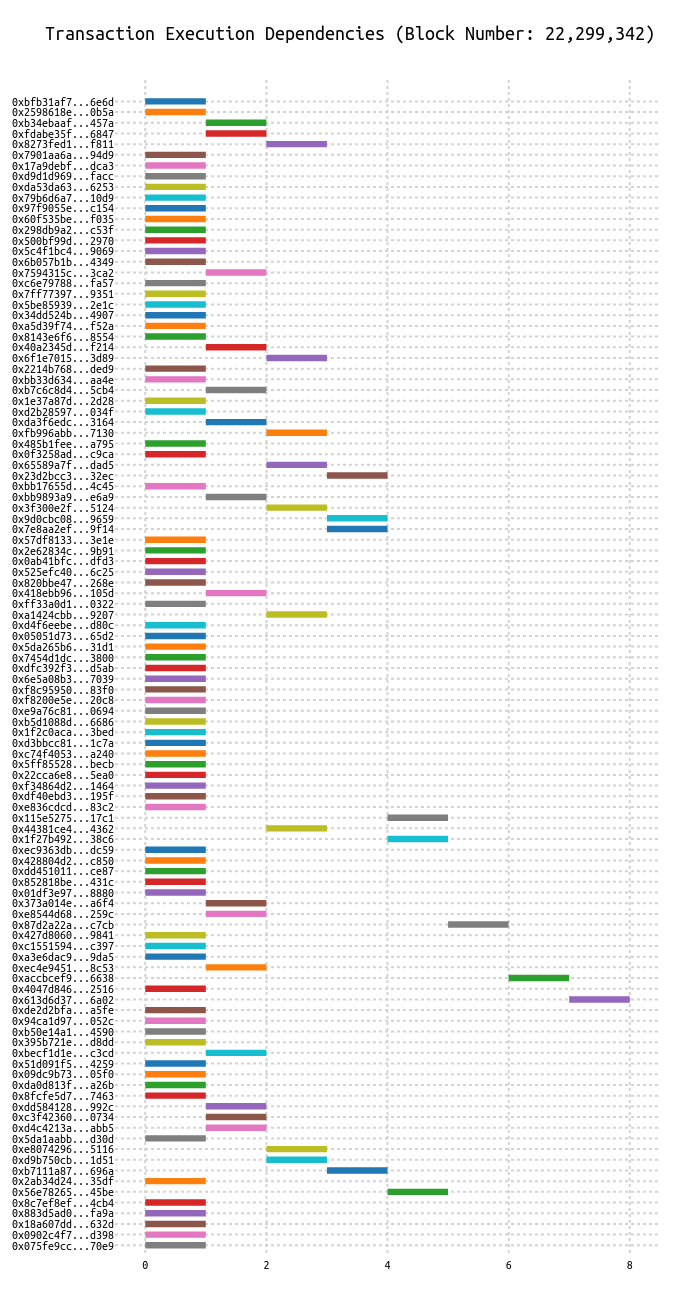 Transaction Execution Dependencies (Block Number: 22,299,342)
0xbfb31af7...6e6d
0x2598618e...0b5a
0xb34ebaaf...457a
0xfdabe35f...6847
0x8273fed1...f811
0x7901aa6a...94d9
0x17a9debf...dca3
0xd9d1d969...facc
0xda53da63...6253
0x79b6d6a7...10d9
0x97f9055e...c154
0x60f535be...f035
0x298db9a2...c53f
0x500bf99d...2970
0x5c4f1bc4...9069
0x6b057b1b...4349
0x7594315c...3ca2
0xc6e79788...fa57
0x7ff77397...9351
0x5be85939...2e1c
0x34dd524b...4907
0xa5d39f74...f52a
0x8143e6f6...8554
0x40a2345d...f214
0x6f1e7015...3d89
0x2214b768...ded9
0xbb33d634...aa4e
0xb7c6c8d4...5cb4
0x1e37a87d...2d28
0xd2b28597...034f
0xda3f6edc...3164
0xfb996abb...7130
0x485b1fee...a795
0x0f3258ad...c9ca
0x65589a7f...dad5
0x23d2bcc3...32ec
0xbb17655d...4c45
0xbb9893a9...e6a9
0x3f300e2f...5124
0x9d0cbc08...9659
0x7e8aa2ef...9f14
0x57df8133...3e1e
0x2e62834c...9b91
0x0ab41bfc...dfd3
0x525efc40...6c25
0x820bbe47...268e
0x418ebb96...105d
0xff33a0d1...0322
0xa1424cbb...9207
0xd4f6eebe...d80c
0x05051d73...65d2
0x5da265b6...31d1
0x7454d1dc...3800
0xdfc392f3...d5ab
0x6e5a08b3...7039
0xf8c95950...83f0
0xf8200e5e...20c8
0xe9a76c81...0694
0xb5d1088d...6686
0x1f2c0aca...3bed
0xd3bbcc81...1c7a
0xc74f4053...a240
0x5ff85528...becb
0x22cca6e8...5ea0
0xf34864d2...1464
0xdf40ebd3...195f
0xe836cdcd...83c2
0x115e5275...17c1
0x44381ce4...4362
0x1f27b492...38c6
0xec9363db...dc59
0x428804d2...c850
0xdd451011...ce87
0x852818be...431c
0x01df3e97...8880
0x373a014e...a6f4
0xe8544d68...259c
0x87d2a22a...c7cb
0x427d8060...9841
0xc1551594...c397
0xa3e6dac9...9da5
0xec4e9451...8c53
0xaccbcef9...6638
0x4047d846...2516
0x613d6d37...6a02
0xde2d2bfa...a5fe
0x94ca1d97...052c
0xb50e14a1...4590
0x395b721e...d8dd
0xbecf1d1e...c3cd
0x51d091f5...4259
0x09dc9b73...05f0
0xda0d813f...a26b
0x8fcfe5d7...7463
0xdd584128...992c
0xc3f42360...0734
0xd4c4213a...abb5
0x5da1aabb...d30d
0xe8074296...5116
0xd9b750cb...1d51
0xb7111a87...696a
0x2ab34d24...35df
0x56e78265...45be
0x8c7ef8ef...4cb4
0x883d5ad0...fa9a
0x18a607dd...632d
0x0902c4f7...d398
0x075fe9cc...70e9
0 2 4 6 8